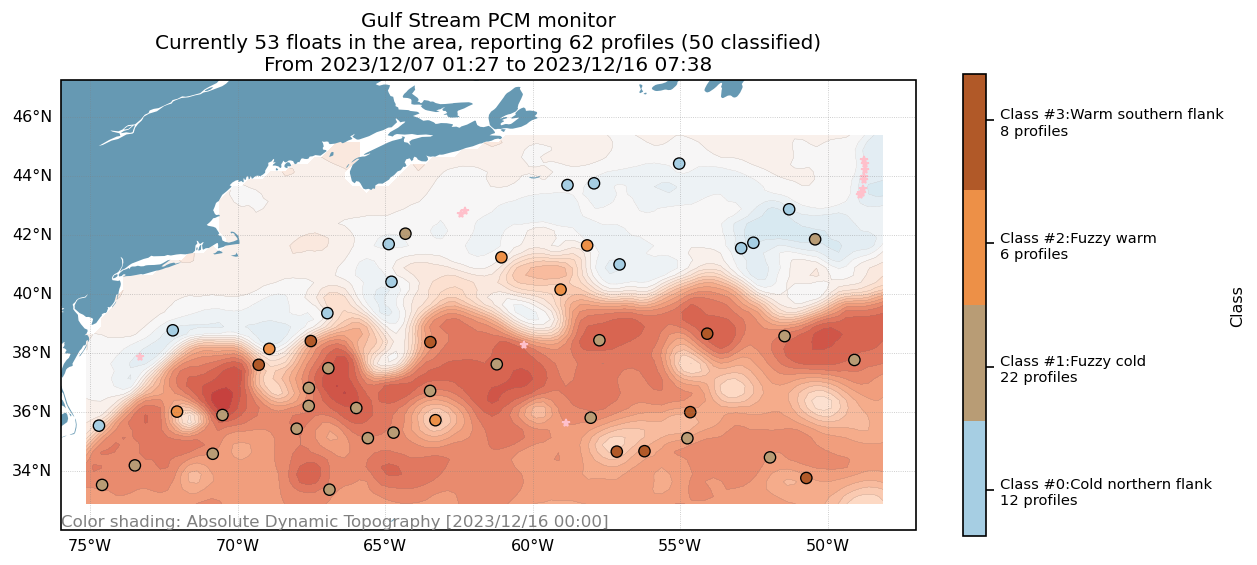 Gulf Stream PCM monitor
Currently 53 floats in the area, reporting 62 profiles (50 classified)
From 2023/12/07 01:27 to 2023/12/16 07:38
46°N
44°N
42°N
40°N
38°N
36°N
34°N
Color shading: Absolute Dynamic Topography [2023/12/16 00:00]
75°W
70°W
65°W
60°W
55°W
50°W
Class #3:Warm southern flank
8 profiles
Class #2:Fuzzy warm
6 profiles
Class #1:Fuzzy cold
22 profiles
Class #0:Cold northern flank
12 profiles
Class